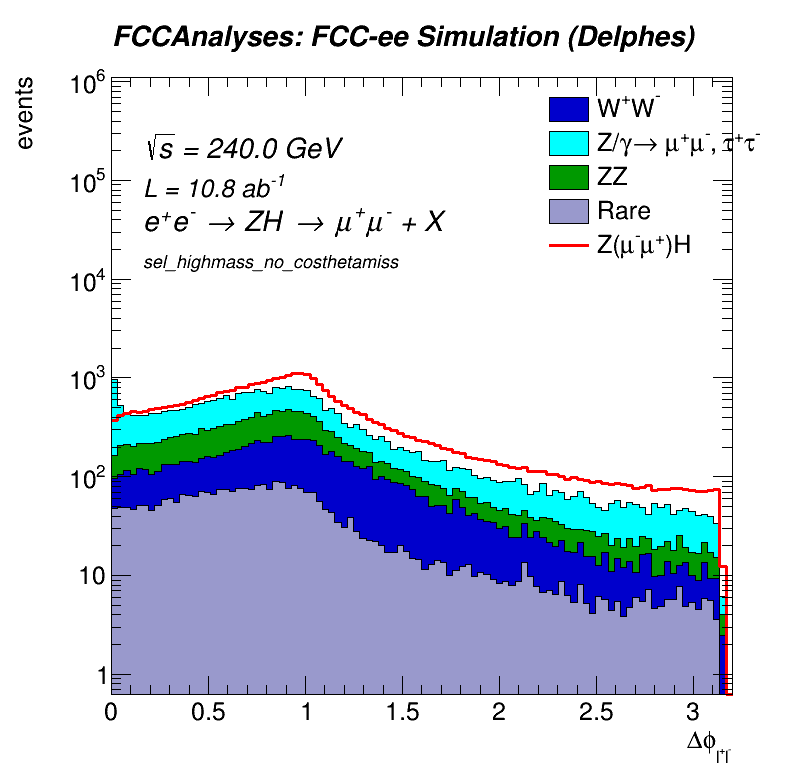 FCCAnalyses: FCC-ee Simulation (Delphes)
events
10⁶
10⁵
10⁴
10³
10²
10
1
√s = 240.0 GeV
L = 10.8 ab⁻¹
e⁺e⁻ → ZH → μ⁺μ⁻ + X
sel_highmass_no_costhetamiss
W⁺W⁻
Z/γ→ μ⁺μ⁻, τ⁺τ⁻
ZZ
Rare
Z(μ⁻μ⁺)H
0 0.5 1 1.5 2 2.5 3
Δϕ_l⁺l⁻